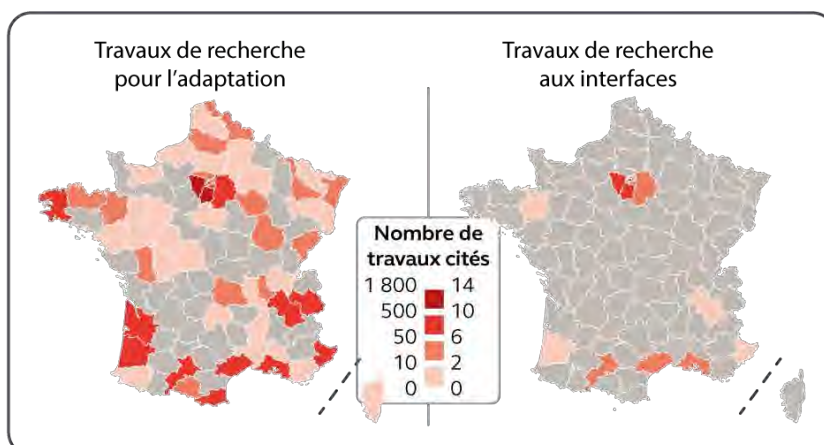 Travaux de recherche
pour l'adaptation
Travaux de recherche
aux interfaces
Nombre de
travaux cités
1 800 14
500 10
50 6
10 2
0 0